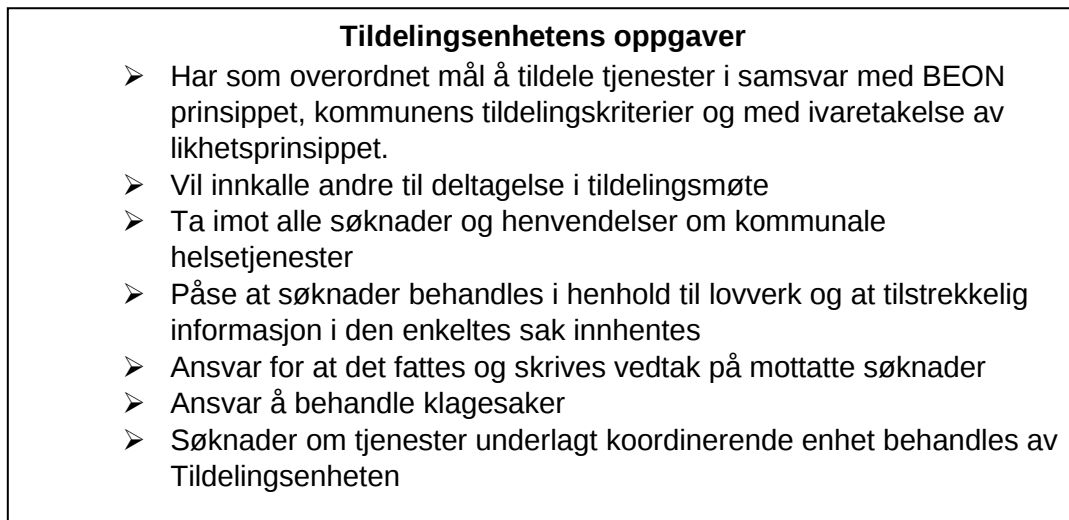 Tildelingsenhetens oppgaver
➢ Har som overordnet mål å tildele tjenester i samsvar med BEON
prinsippet, kommunens tildelingskriterier og med ivaretakelse av
likhetsprinsippet.
➢ Vil innkalle andre til deltagelse i tildelingsmøte
➢ Ta imot alle søknader og henvendelser om kommunale
helsetjenester
➢ Påse at søknader behandles i henhold til lovverk og at tilstrekkelig
informasjon i den enkeltes sak innhentes
➢ Ansvar for at det fattes og skrives vedtak på mottatte søknader
➢ Ansvar å behandle klagesaker
➢ Søknader om tjenester underlagt koordinerende enhet behandles av
Tildelingsenheten